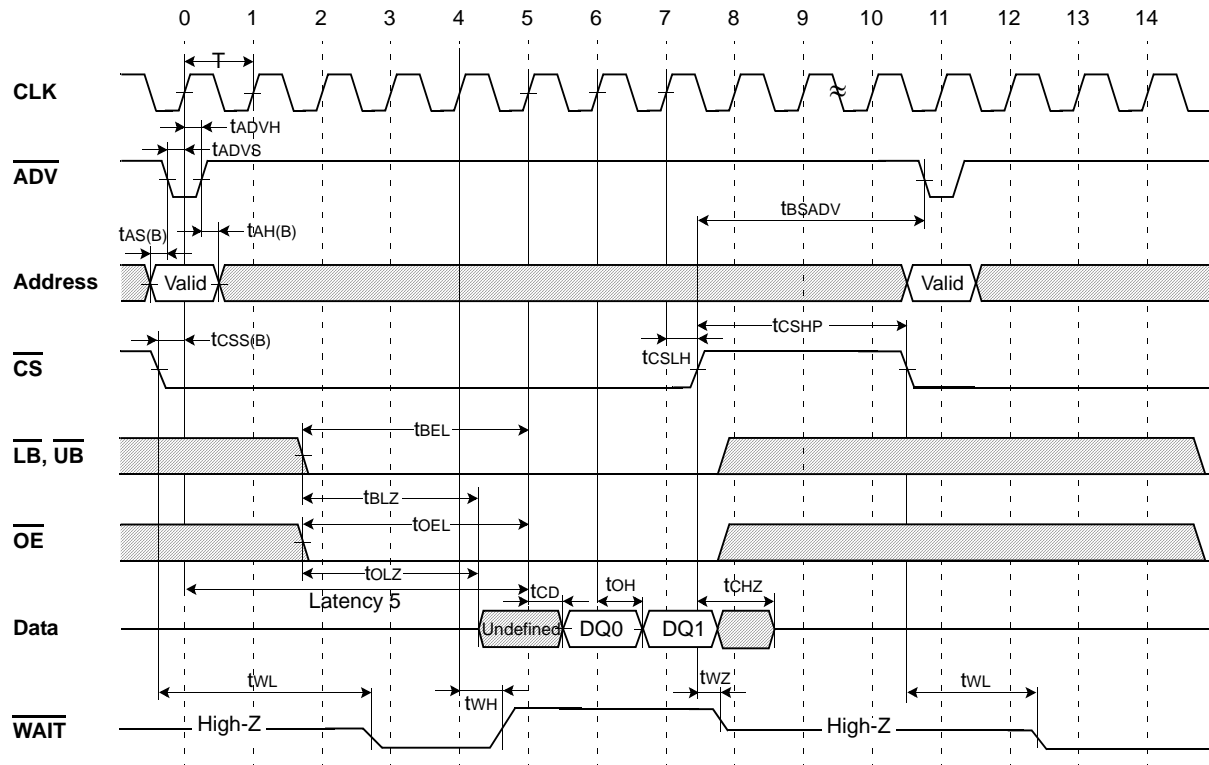 0 1 2 3 4 5 6 7 8 9 10 11 12 13 14
T
CLK
≈
tADVH
tADVS
ADV
tBSADV
tAS(B)
tAH(B)
Address
Valid
Valid
tCSS(B)
tCSHP
tCSLH
CS
tBEL
LB, UB
tBLZ
tOEL
OE
tOLZ
Latency 5
tCD
tOH
tCHZ
Data
Undefined
DQ0
DQ1
tWL
tWH
tWZ
tWL
WAIT
High-Z
High-Z